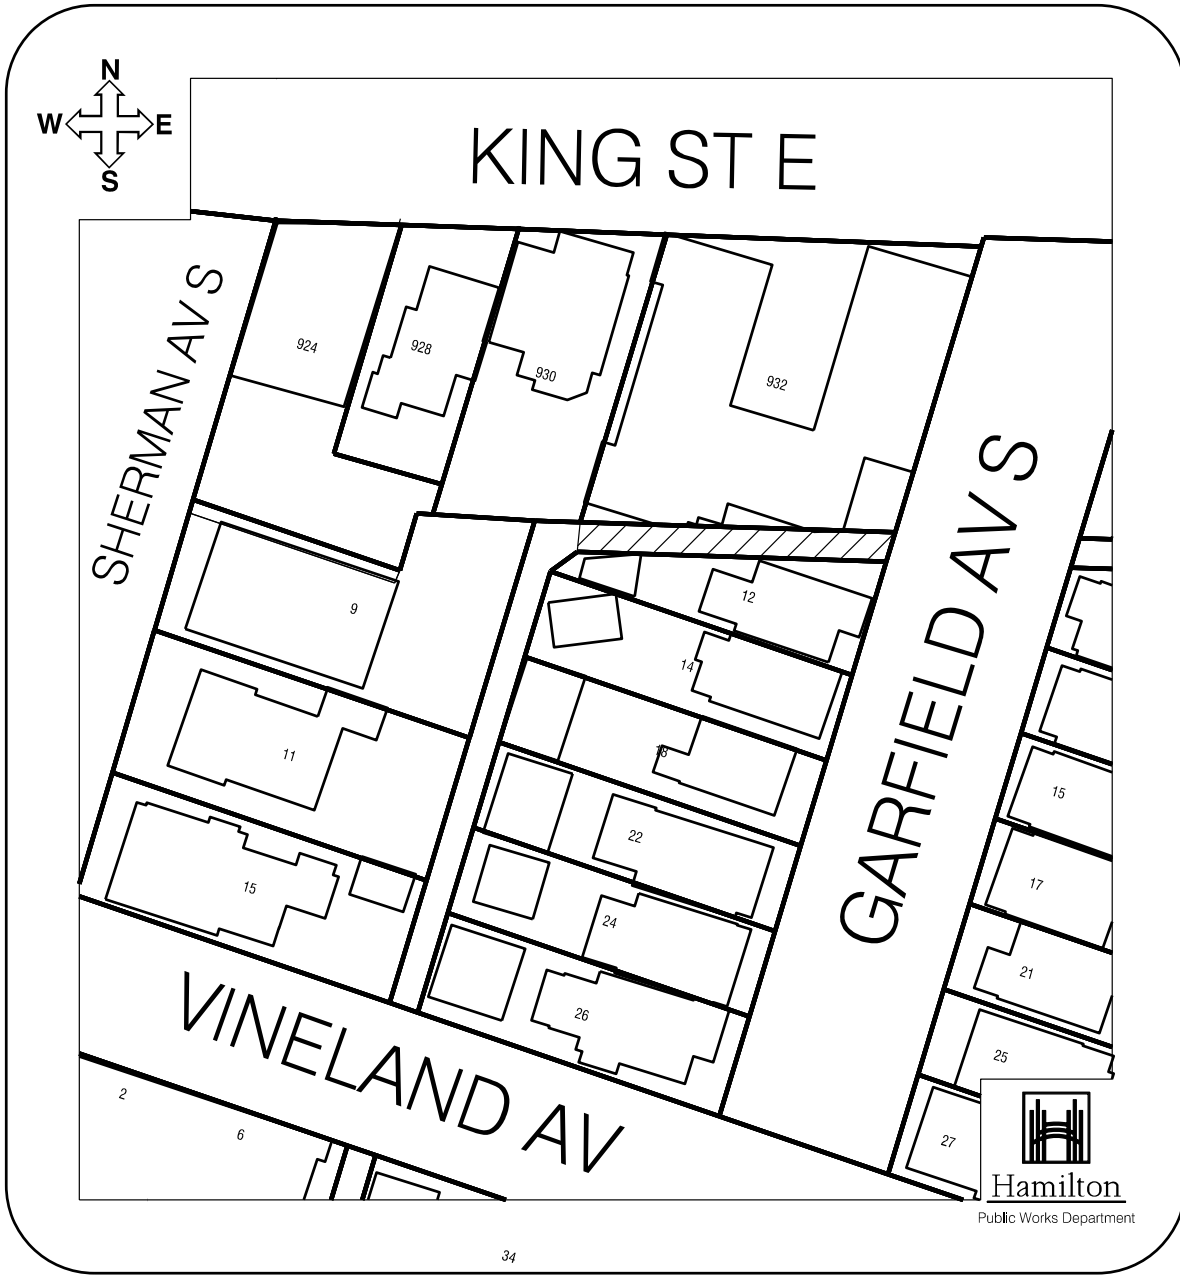 N
W E
S
KING ST E
SHERMAN AV S
924
928
930
932
GARFIELD AV S
9
12
14
11
18
15
22
15
17
24
21
26
25
VINELAND AV
2
6
27
Hamilton
Public Works Department
34